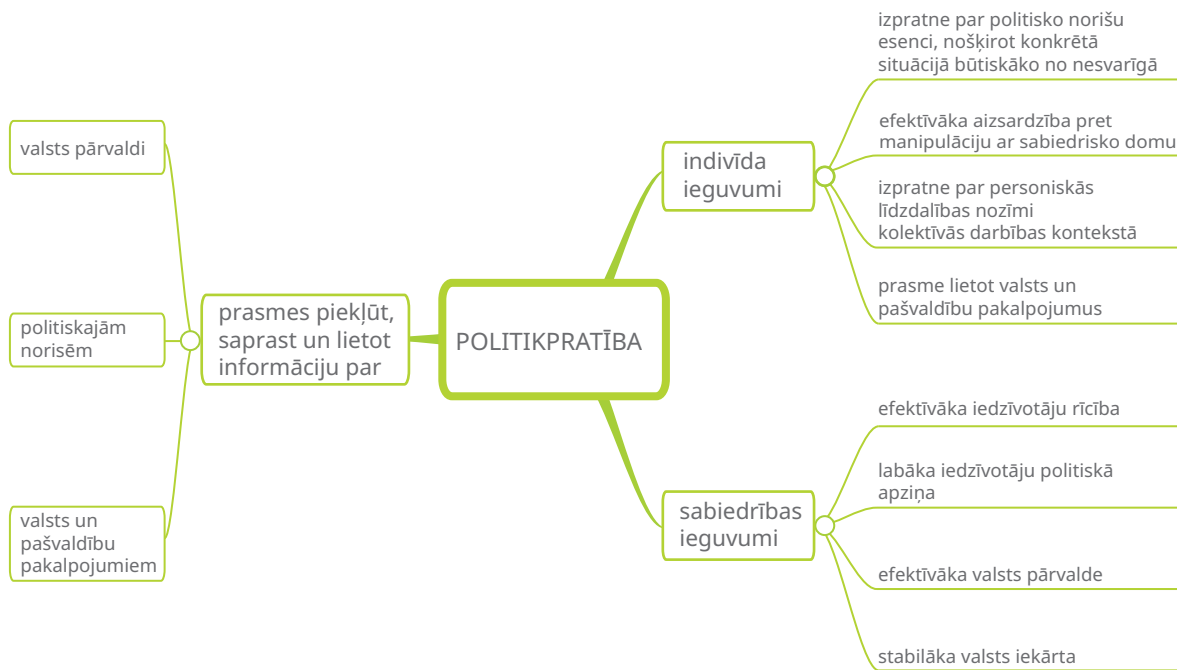 valsts pārvaldi
politiskajām
norisēm
valsts un
pašvaldību
pakalpojumiem
prasmes piekļūt,
saprast un lietot
informāciju par
POLITIKPRATĪBA
indivīda
ieguvumi
izpratne par politisko norišu
esenci, nošķirot konkrētā
situācijā būtiskāko no nesvarīgā
efektīvāka aizsardzība pret
manipulāciju ar sabiedrisko domu
izpratne par personiskās
līdzdalības nozīmi
kolektīvās darbības kontekstā
prasme lietot valsts un
pašvaldību pakalpojumus
sabiedrības
ieguvumi
efektīvāka iedzīvotāju rīcība
labāka iedzīvotāju politiskā
apziņa
efektīvāka valsts pārvalde
stabilāka valsts iekārta